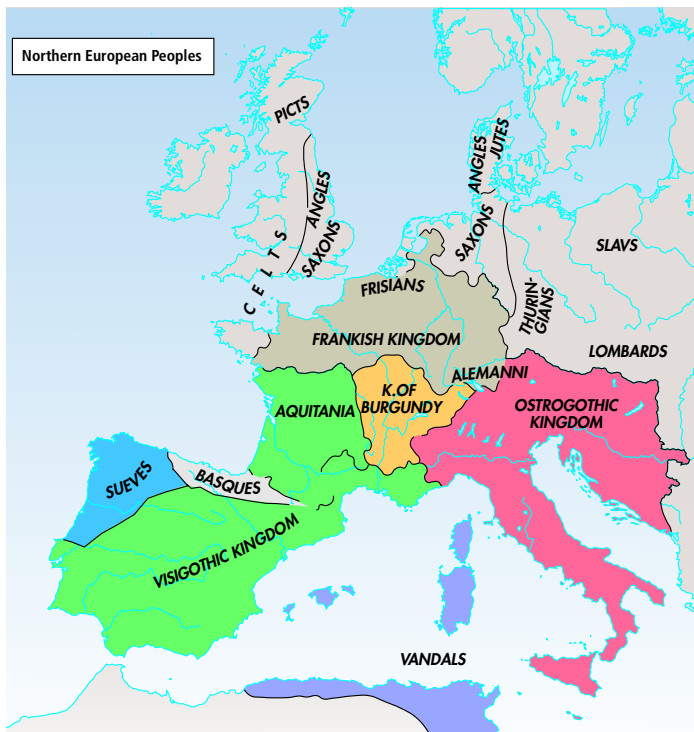 Northern European Peoples
PICTS
ANGLES
JUTES
ANGLES
SAXONS
CELTS
SAXONS
SLAVS
FRISIANS
THURIN-
GIANS
FRANKISH KINGDOM
LOMBARDS
ALEMANNI
K.OF
BURGUNDY
AQUITANIA
OSTROGOTHIC
KINGDOM
SUEVES
BASQUES
VISIGOTHIC KINGDOM
VANDALS